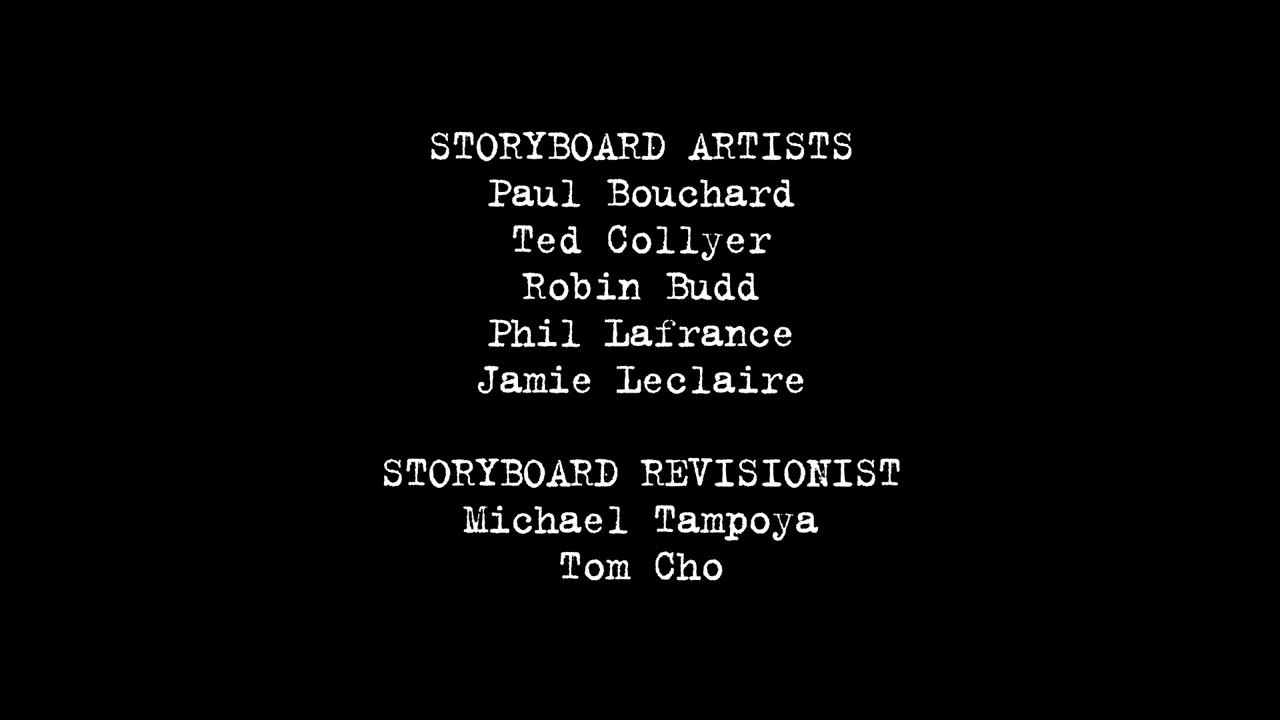 STORYBOARD ARTISTS
Paul Bouchard
Ted Collyer
Robin Budd
Phil Lafrance
Jamie Leclaire
STORYBOARD REVISIONIST
Michael Tampoya
Tom Cho